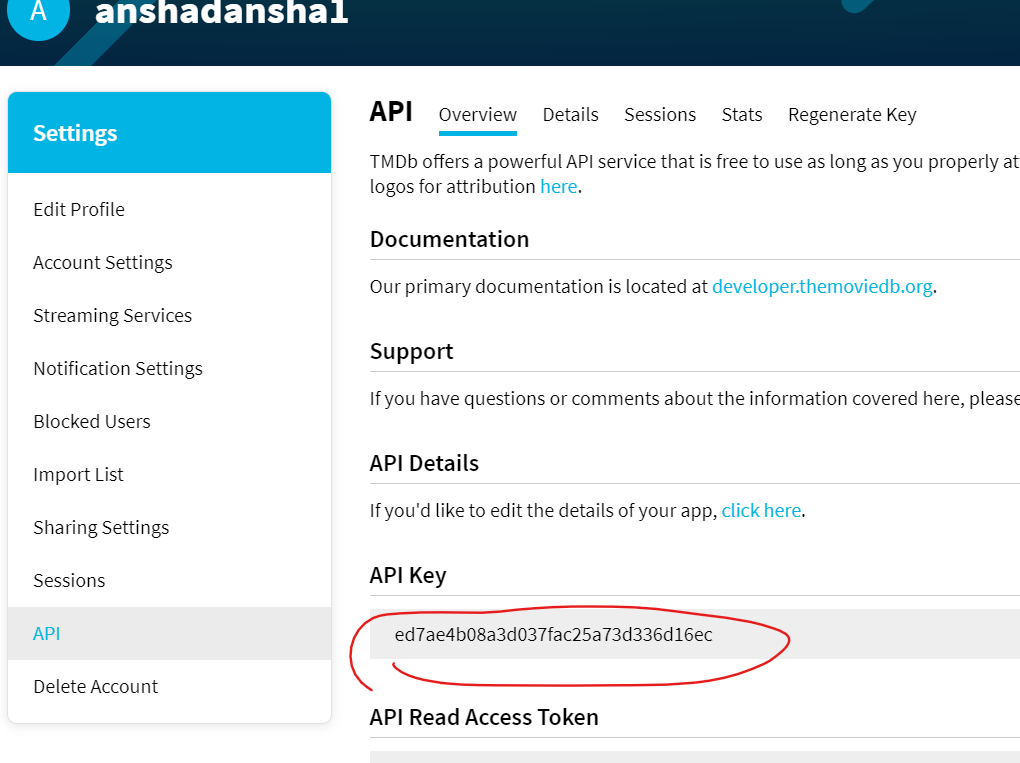 A
anshadansha1
Settings
Edit Profile
Account Settings
Streaming Services
Notification Settings
Blocked Users
Import List
Sharing Settings
Sessions
API
Delete Account
API Overview Details Sessions Stats Regenerate Key
TMDb offers a powerful API service that is free to use as long as you properly at
logos for attribution here.
Documentation
Our primary documentation is located at developer.themoviedb.org.
Support
If you have questions or comments about the information covered here, please
API Details
If you'd like to edit the details of your app, click here.
API Key
ed7ae4b08a3d037fac25a73d336d16ec
API Read Access Token